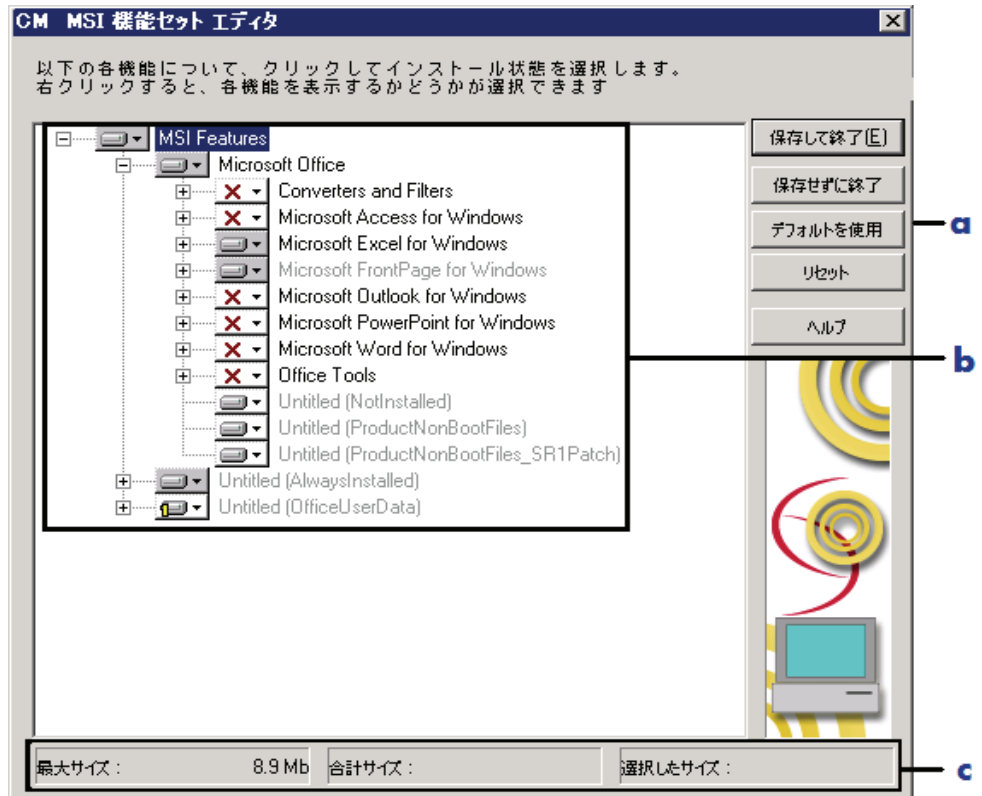 CM MSI 機能セット エディタ
以下の各機能について、クリックしてインストール状態を選択します。
右クリックすると、各機能を表示するかどうかが選択できます
MSI Features
Microsoft Office
Converters and Filters
Microsoft Access for Windows
Microsoft Excel for Windows
Microsoft FrontPage for Windows
Microsoft Outlook for Windows
Microsoft PowerPoint for Windows
Microsoft Word for Windows
Office Tools
Untitled (NotInstalled)
Untitled (ProductNonBootFiles)
Untitled (ProductNonBootFiles_SR1Patch)
Untitled (AlwaysInstalled)
Untitled (OfficeUserData)
保存して終了(E)
保存せずに終了
デフォルトを使用
リセット
ヘルプ
a
b
最大サイズ： 8.9 Mb 合計サイズ： 選択したサイズ：
c